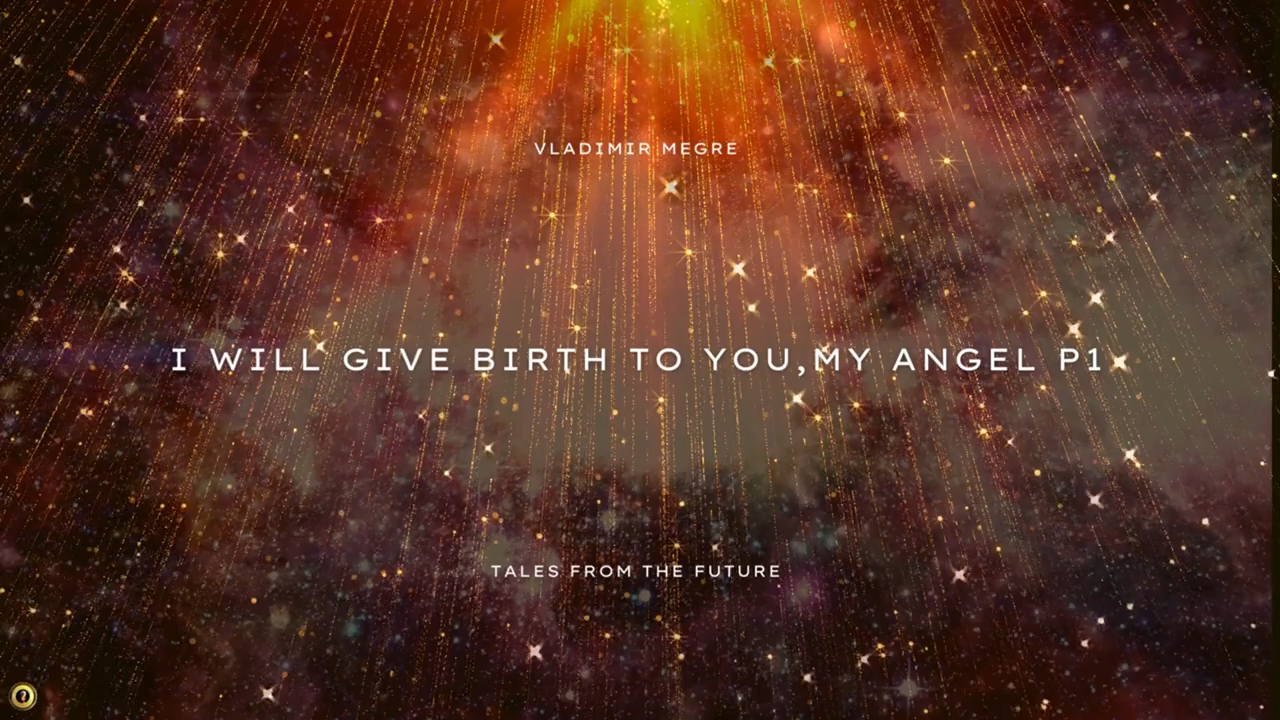 VLADIMIR MEGRE
I WILL GIVE BIRTH TO YOU,MY ANGEL P1
TALES FROM THE FUTURE